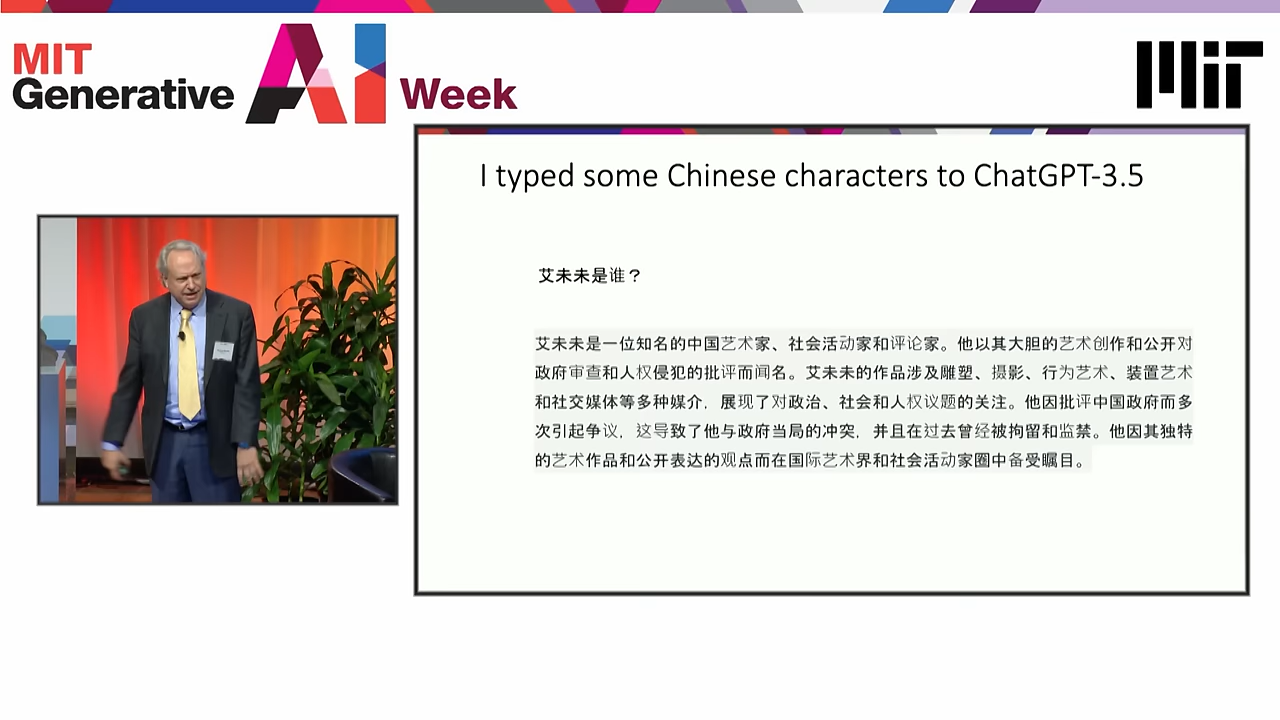 MIT
Generative
AI
Week
MIT
I typed some Chinese characters to ChatGPT-3.5
艾未未是谁？
艾未未是一位知名的中国艺术家、社会活动家和评论家。他以其大胆的艺术创作和公开对
政府审查和人权侵犯的批评而闻名。艾未未的作品涉及雕塑、摄影、行为艺术、装置艺术
和社交媒体等多种媒介，展现了对政治、社会和人权议题的关注。他因批评中国政府而多
次引起争议，这导致了他与政府当局的冲突，并且在过去曾经被拘留和监禁。他因其独特
的艺术作品和公开表达的观点而在国际艺术界和社会活动家圈中备受瞩目。